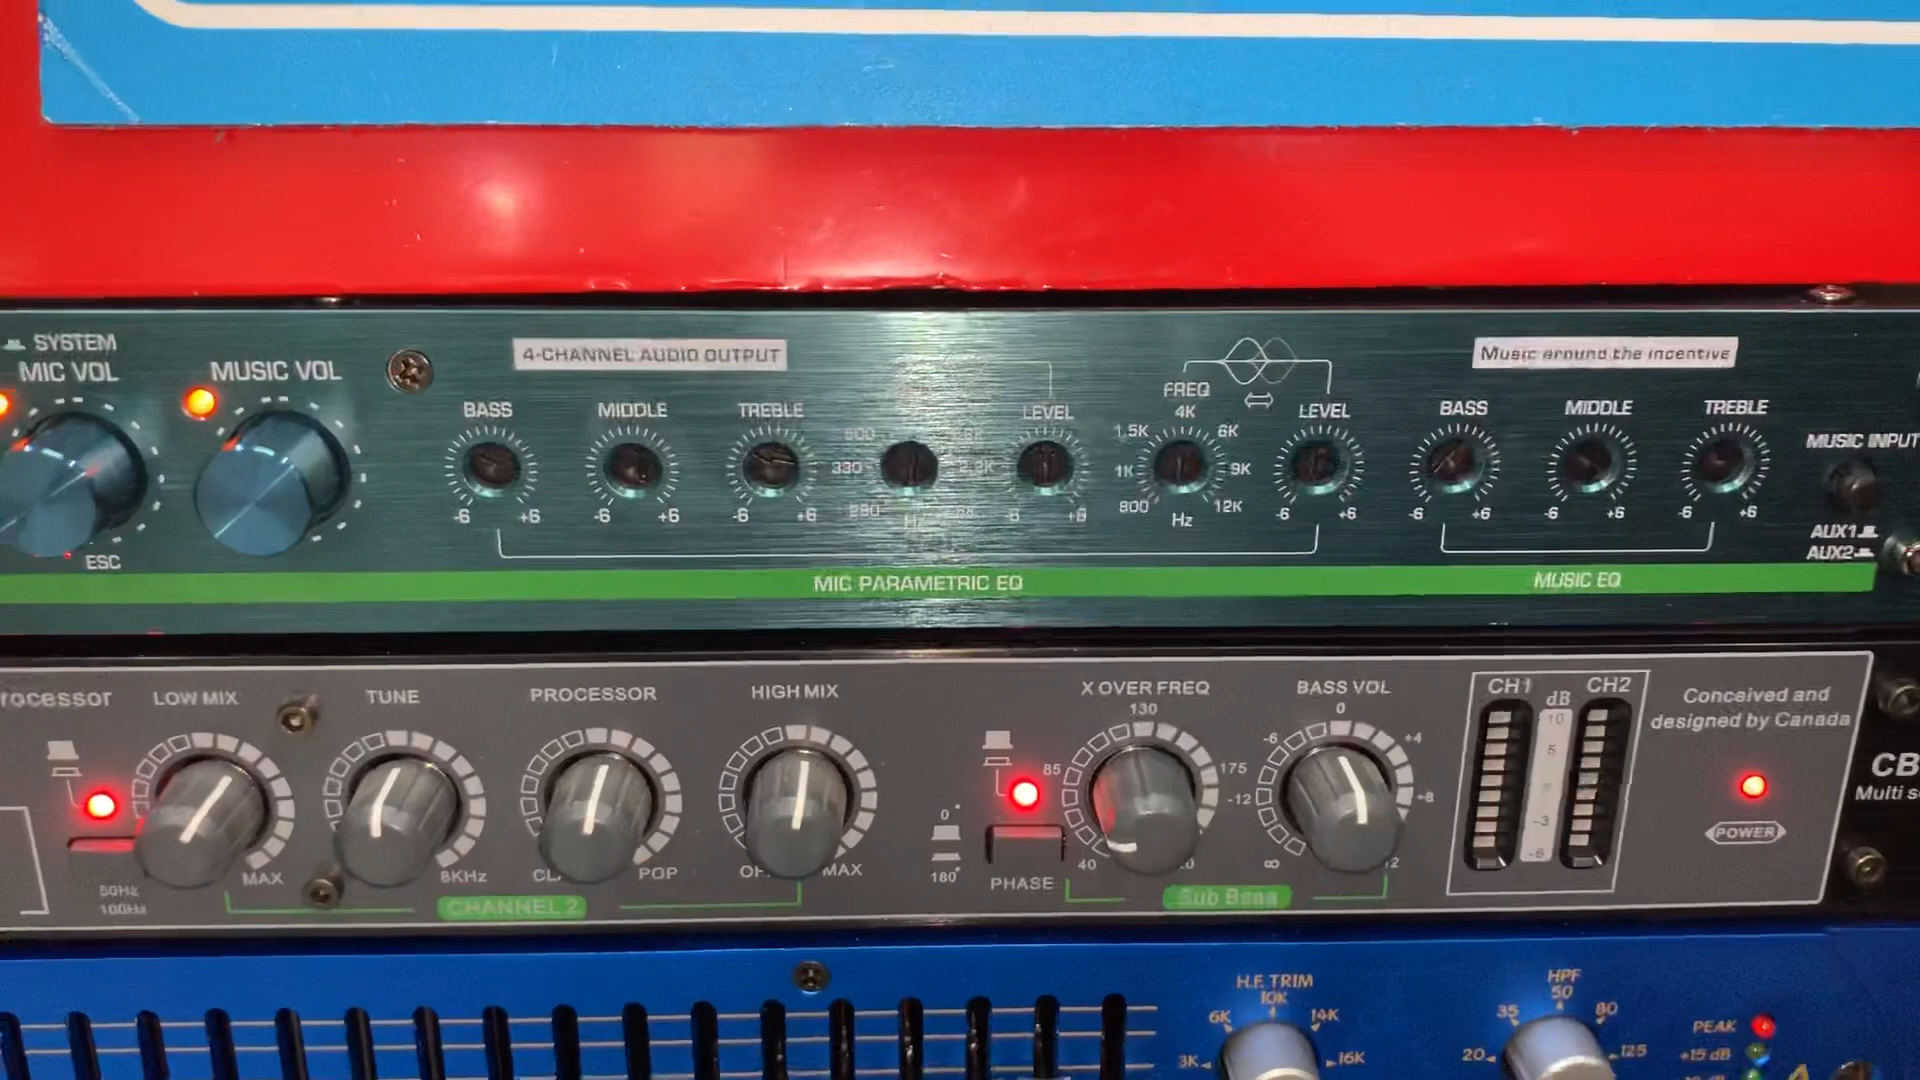 SYSTEM
MIC VOL
MUSIC VOL
ESC
4-CHANNEL AUDIO OUTPUT
BASS
-6 +6
MIDDLE
-6 +6
TREBLE
-6 +6
330
Hz
LEVEL
-6 +6
FREQ
4K
1.5K 6K
1K 9K
800 12K
Hz
LEVEL
-6 +6
Music around the incentive
BASS
-6 +6
MIDDLE
-6 +6
TREBLE
-6 +6
MUSIC INPUT
AUX1
AUX2
MIC PARAMETRIC EQ
MUSIC EQ
LOW MIX
MAX
TUNE
8KHz
PROCESSOR
POP
HIGH MIX
MAX
50Hz
100Hz
CHANNEL 2
0°
180°
PHASE
X OVER FREQ
130
85 175
40
BASS VOL
0
-6 +4
-12 +8
∞
Sub Bass
CH1 dB CH2
10
5
-3
-6
Conceived and
designed by Canada
POWER
H.F. TRIM
10K
6K 14K
3K 16K
HPF
50
35 80
20 125
PEAK
+15 dB